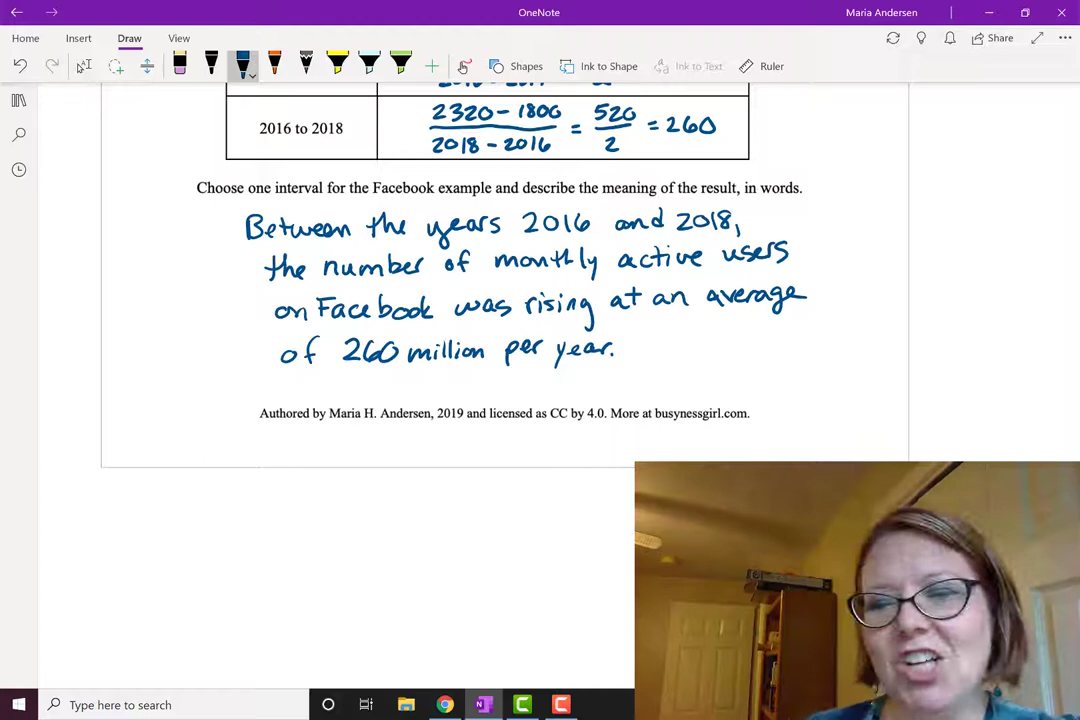 OneNote
Maria Andersen
Home Insert Draw View
Share
Shapes Ink to Shape Ink to Text Ruler
2016 to 2018
2320 - 1800 / 2018 - 2016 = 520 / 2 = 260
Choose one interval for the Facebook example and describe the meaning of the result, in words.
Between the years 2016 and 2018,
the number of monthly active users
on Facebook was rising at an average
of 260 million per year.
Authored by Maria H. Andersen, 2019 and licensed as CC by 4.0. More at busynessgirl.com.
Type here to search